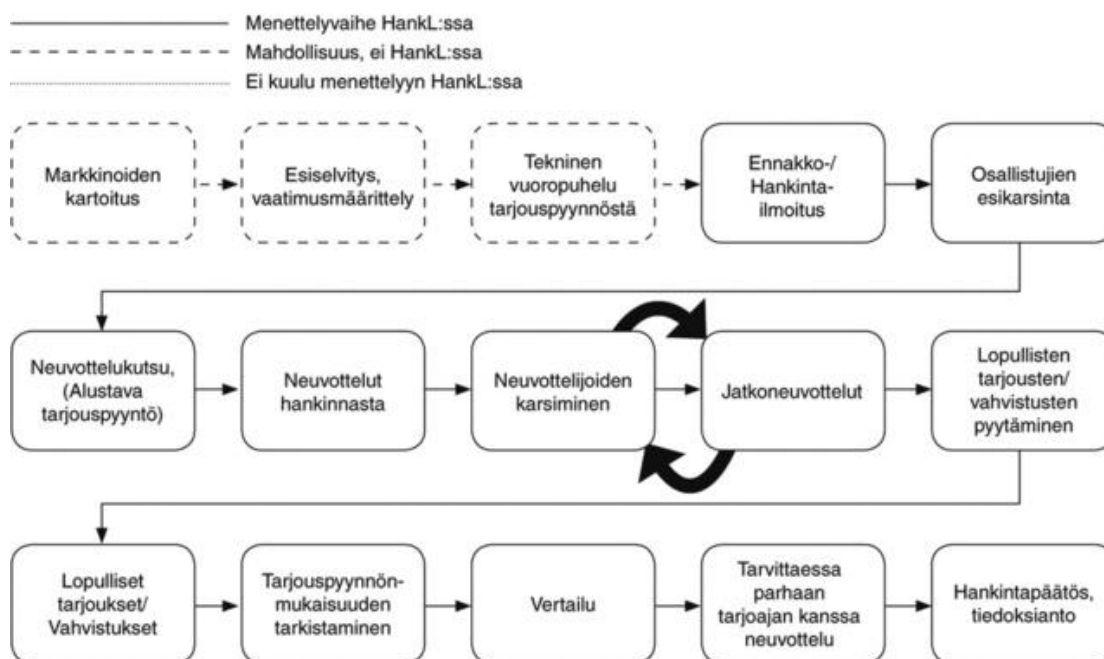 Menettelyvaihe HankL:ssa
Mahdollisuus, ei HankL:ssa
Ei kuulu menettelyyn HankL:ssa
Markkinoiden
kartoitus
Esiselvitys,
vaatimusmäärittely
Tekninen
vuoropuhelu
tarjouspyynnöstä
Ennakko-/
Hankinta-
ilmoitus
Osallistujien
esikarsinta
Neuvottelukutsu,
(Alustava
tarjouspyyntö)
Neuvottelut
hankinnasta
Neuvottelijoiden
karsiminen
Jatkoneuvottelut
Lopullisten
tarjousten/
vahvistusten
pyytäminen
Lopulliset
tarjoukset/
Vahvistukset
Tarjouspyynnön-
mukaisuuden
tarkistaminen
Vertailu
Tarvittaessa
parhaan
tarjoajan kanssa
neuvottelu
Hankintapäätös,
tiedoksianto